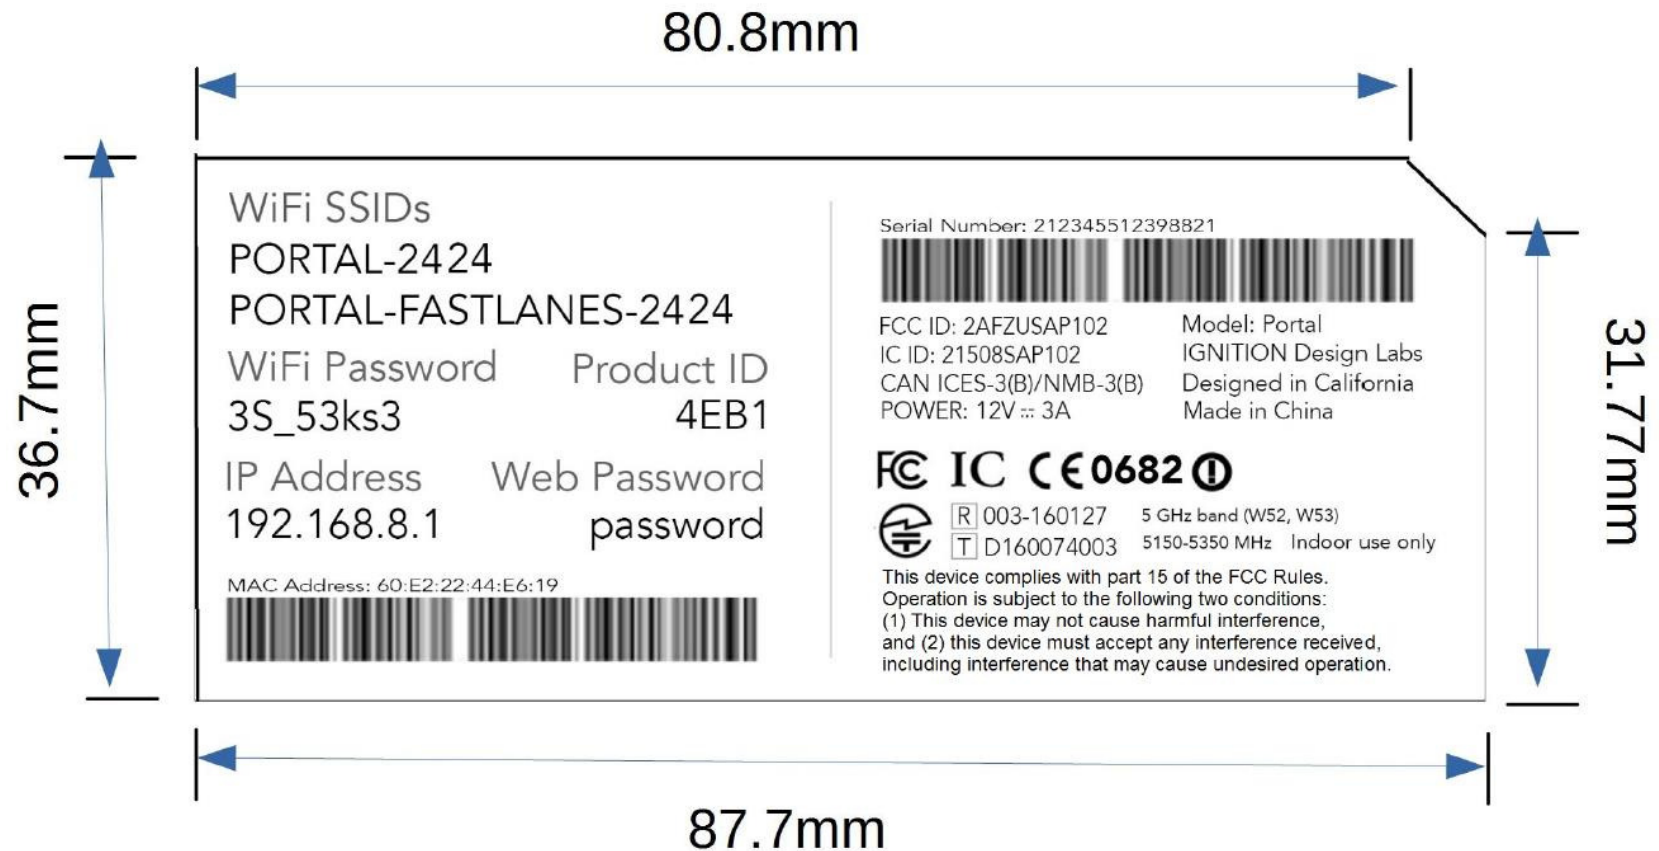 80.8mm
36.7mm
WiFi SSIDs
PORTAL-2424
PORTAL-FASTLANES-2424
WiFi Password Product ID
3S_53ks3 4EB1
IP Address Web Password
192.168.8.1 password
MAC Address: 60:E2:22:44:E6:19
Serial Number: 212345512398821
FCC ID: 2AFZUSAP102 Model: Portal
IC ID: 21508SAP102 IGNITION Design Labs
CAN ICES-3(B)/NMB-3(B) Designed in California
POWER: 12V⎓3A Made in China
FC IC CE0682
R 003-160127 5 GHz band (W52, W53)
T D160074003 5150-5350 MHz Indoor use only
This device complies with part 15 of the FCC Rules.
Operation is subject to the following two conditions:
(1) This device may not cause harmful interference,
and (2) this device must accept any interference received,
including interference that may cause undesired operation.
31.77mm
87.7mm